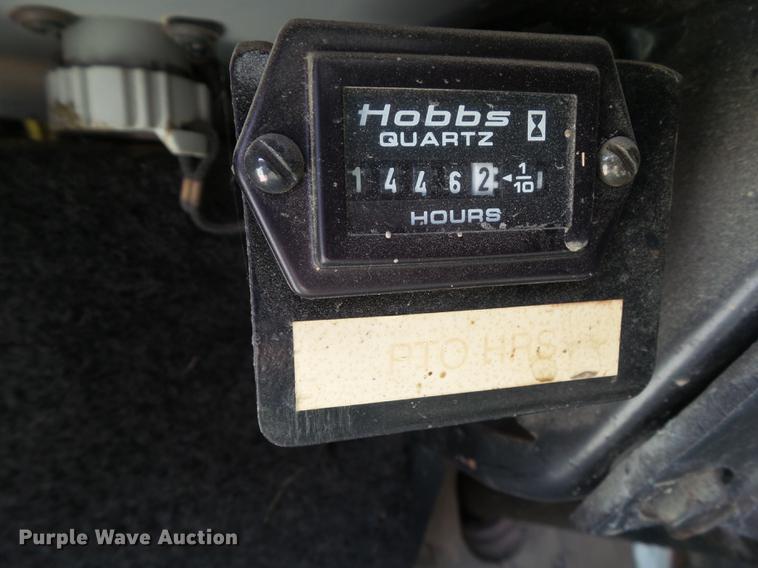 Hobbs
QUARTZ
1 4 4 6 2 ◄ 1/10
HOURS
PTO HRS
Purple Wave Auction